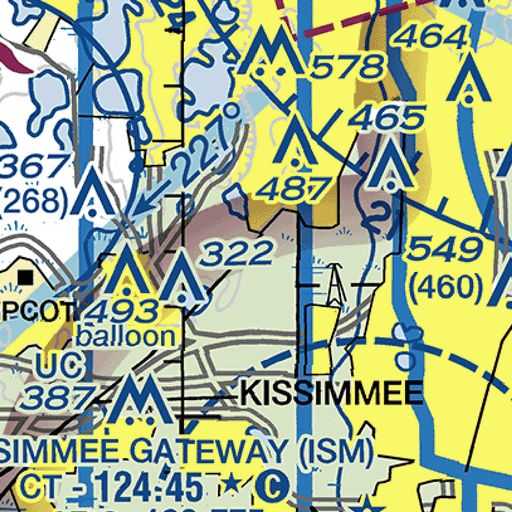 464
578
465
227°
367
(268)
487
322
549
(460)
PCOT
493
balloon
UC
387
KISSIMMEE
SIMMEE GATEWAY (ISM)
CT - 124.45 ★ C